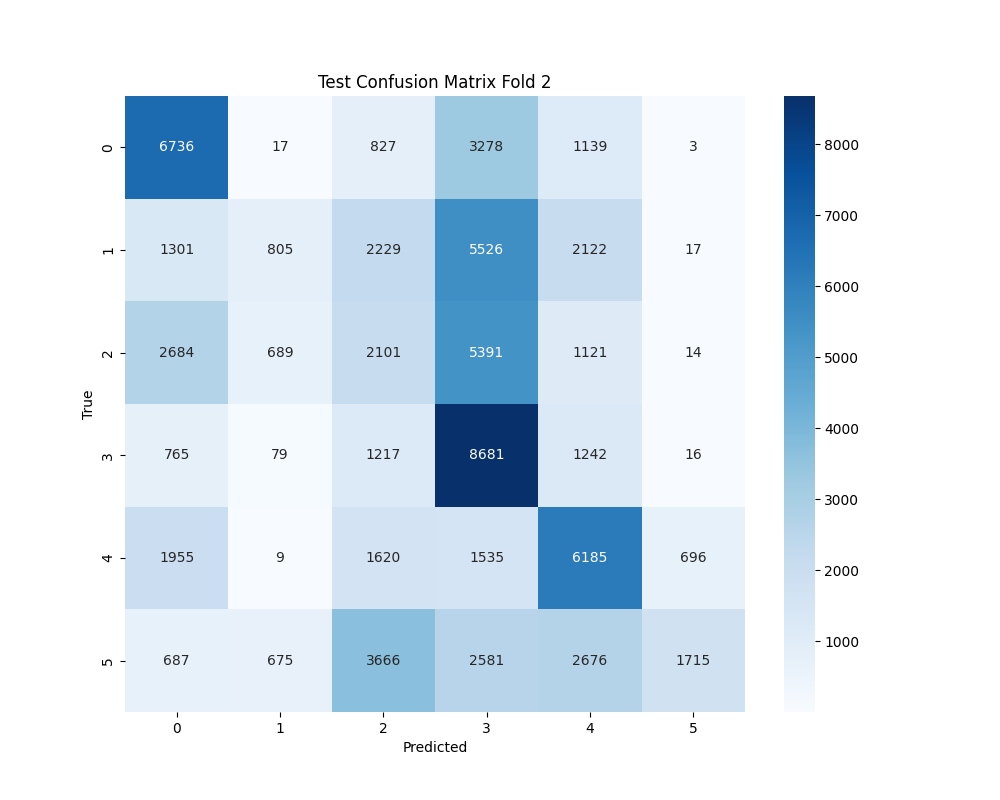 Test Confusion Matrix Fold 2
0 6736 17 827 3278 1139 3
1 1301 805 2229 5526 2122 17
2 2684 689 2101 5391 1121 14
3 765 79 1217 8681 1242 16
4 1955 9 1620 1535 6185 696
5 687 675 3666 2581 2676 1715
0 1 2 3 4 5
Predicted
True
8000
7000
6000
5000
4000
3000
2000
1000